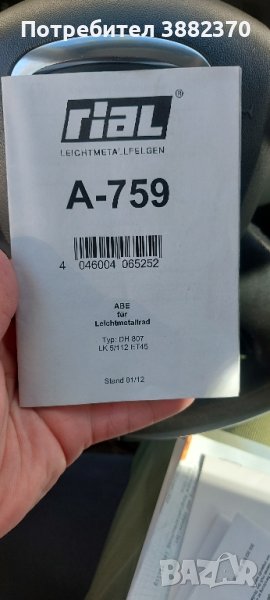 Потребител 3882370
rial®
LEICHTMETALLFELGEN
A-759
4 046004 065252
ABE
für
Leichtmetallrad
Typ: DH 807
LK 5/112 ET45
Stand 01/12
bazar